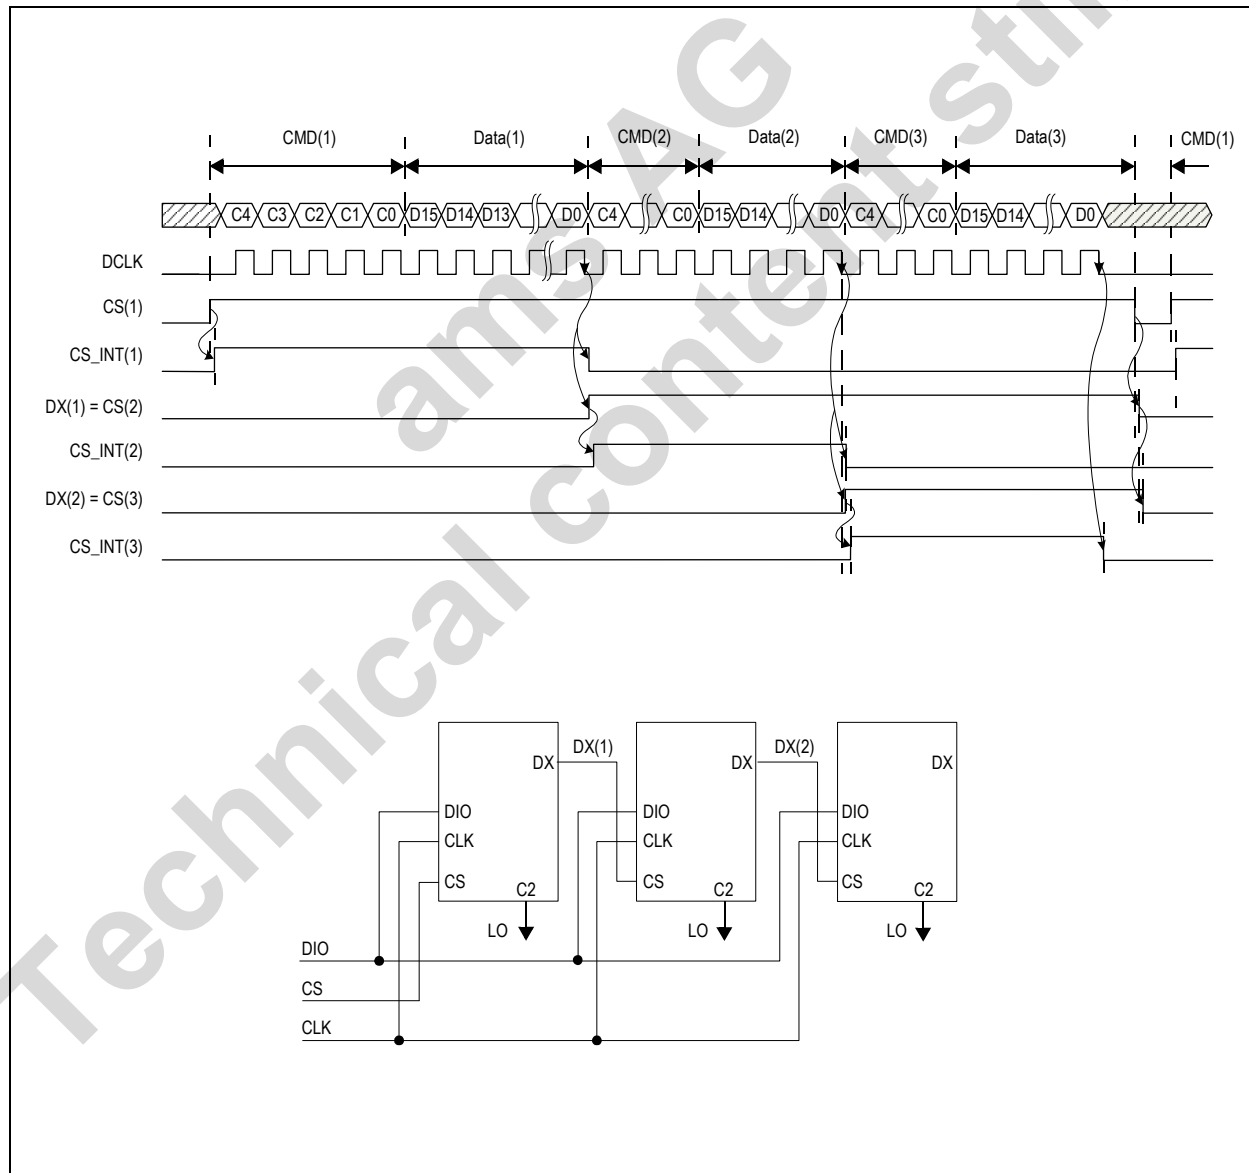 CMD(1) Data(1) CMD(2) Data(2) CMD(3) Data(3) CMD(1)
C4 C3 C2 C1 C0 D15 D14 D13 D0 C4 C0 D15 D14 D0 C4 C0 D15 D14 D0
DCLK
CS(1)
CS_INT(1)
DX(1) = CS(2)
CS_INT(2)
DX(2) = CS(3)
CS_INT(3)
DX(1) DX(2)
DX DX DX
DIO DIO DIO
CLK CLK CLK
CS CS CS
C2 C2 C2
LO LO LO
DIO
CS
CLK
ams AG
Technical content stil